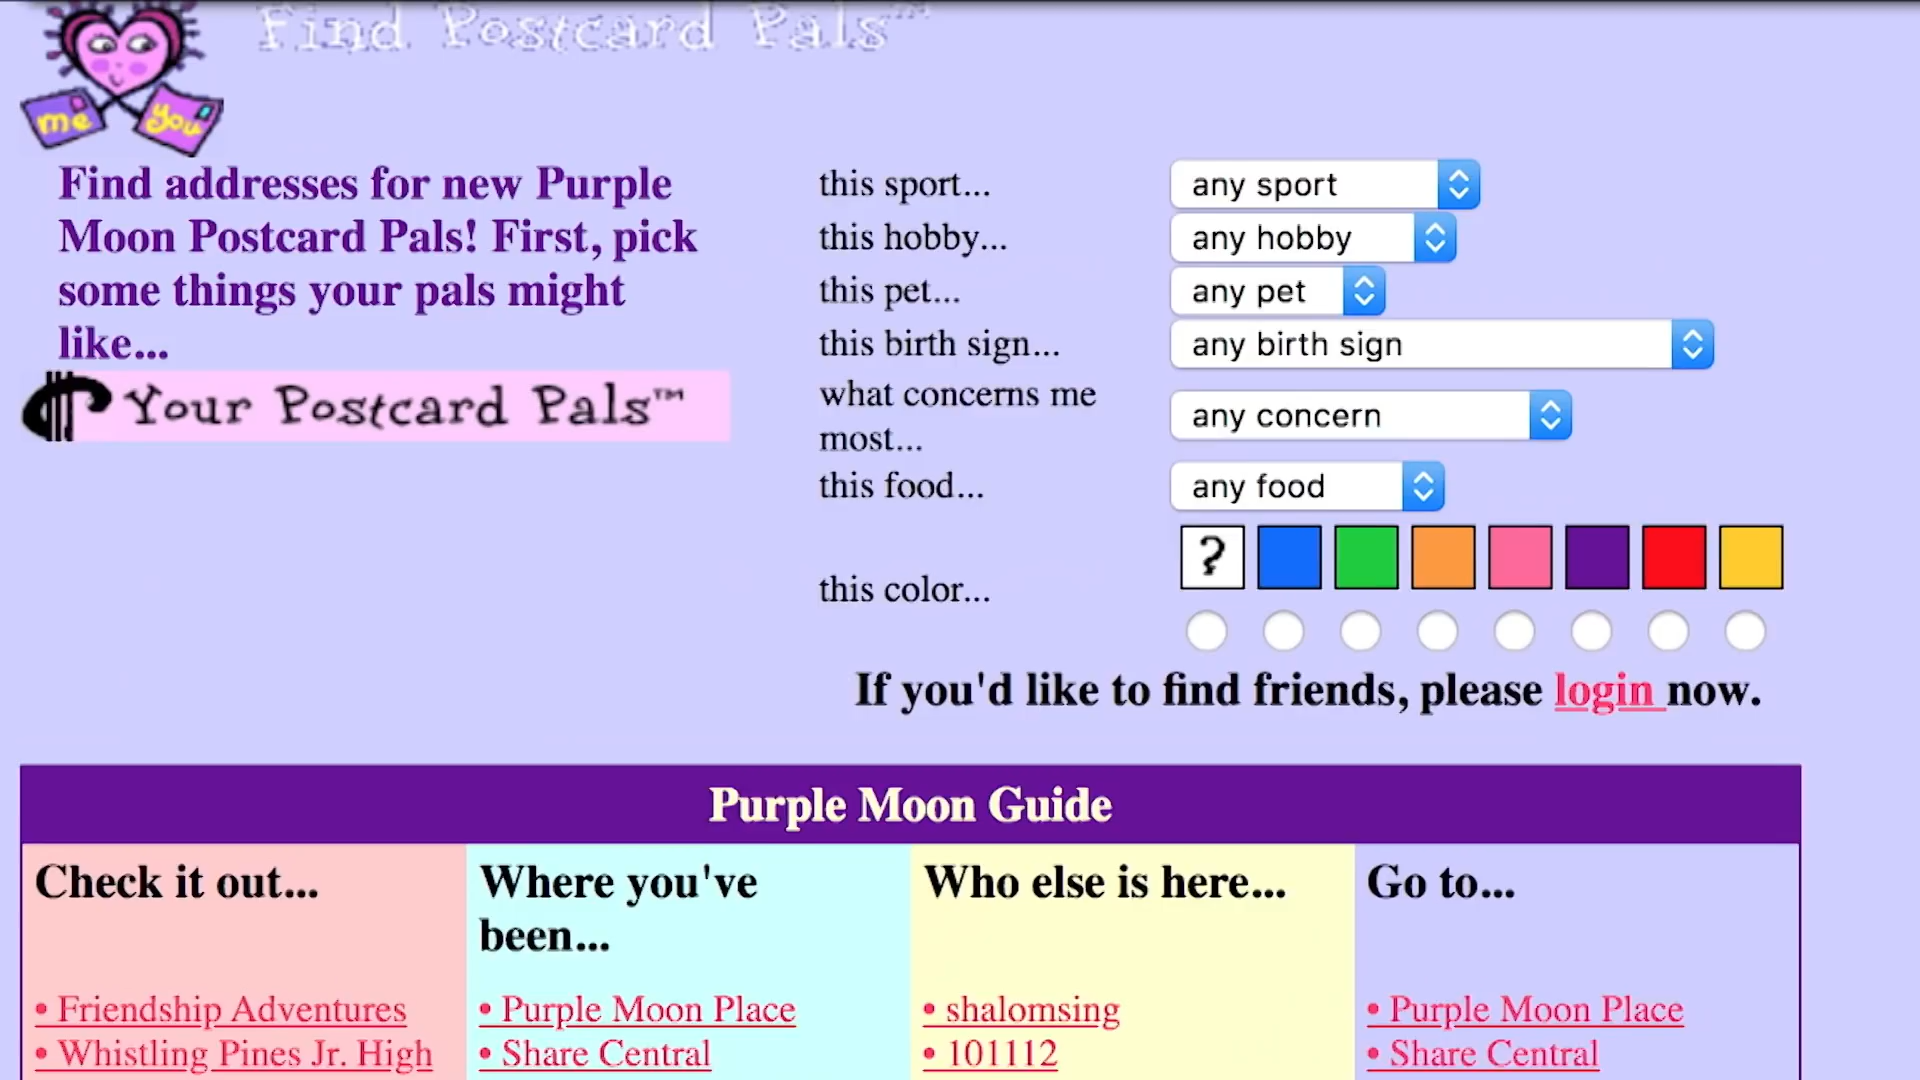 Find Postcard Pals™
me
you
Find addresses for new Purple
Moon Postcard Pals! First, pick
some things your pals might
like...
Your Postcard Pals™
this sport... any sport
this hobby... any hobby
this pet... any pet
this birth sign... any birth sign
what concerns me
most... any concern
this food... any food
?
this color...
If you'd like to find friends, please login now.
Purple Moon Guide
Check it out...
• Friendship Adventures
• Whistling Pines Jr. High
Where you've
been...
• Purple Moon Place
• Share Central
Who else is here...
• shalomsing
• 101112
Go to...
• Purple Moon Place
• Share Central